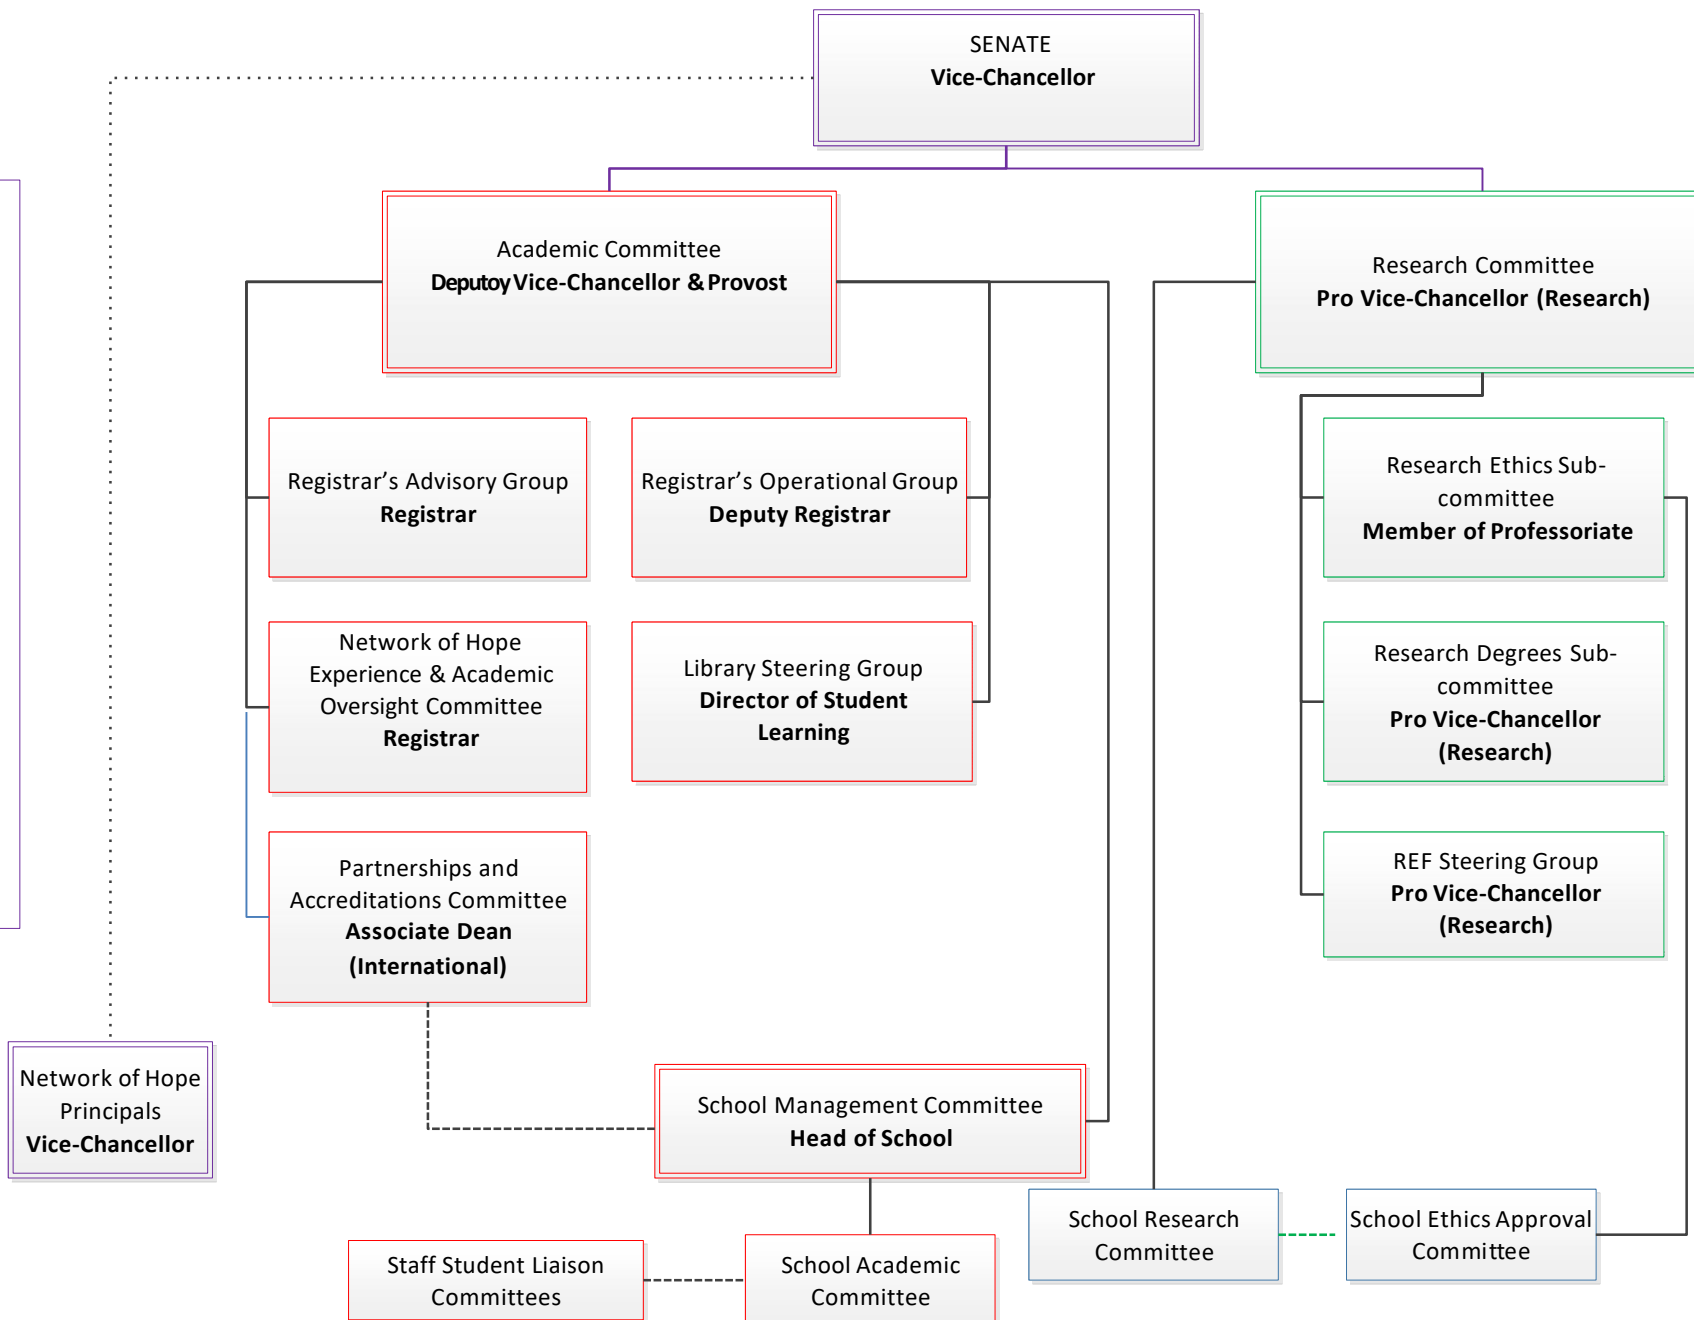 SENATE
Vice-Chancellor
Academic Committee
Deputoy Vice-Chancellor & Provost
Research Committee
Pro Vice-Chancellor (Research)
Registrar’s Advisory Group
Registrar
Registrar’s Operational Group
Deputy Registrar
Research Ethics Sub-
committee
Member of Professoriate
Network of Hope
Experience & Academic
Oversight Committee
Registrar
Library Steering Group
Director of Student
Learning
Research Degrees Sub-
committee
Pro Vice-Chancellor
(Research)
Partnerships and
Accreditations Committee
Associate Dean
(International)
REF Steering Group
Pro Vice-Chancellor
(Research)
Network of Hope
Principals
Vice-Chancellor
School Management Committee
Head of School
School Research
Committee
School Ethics Approval
Committee
Staff Student Liaison
Committees
School Academic
Committee